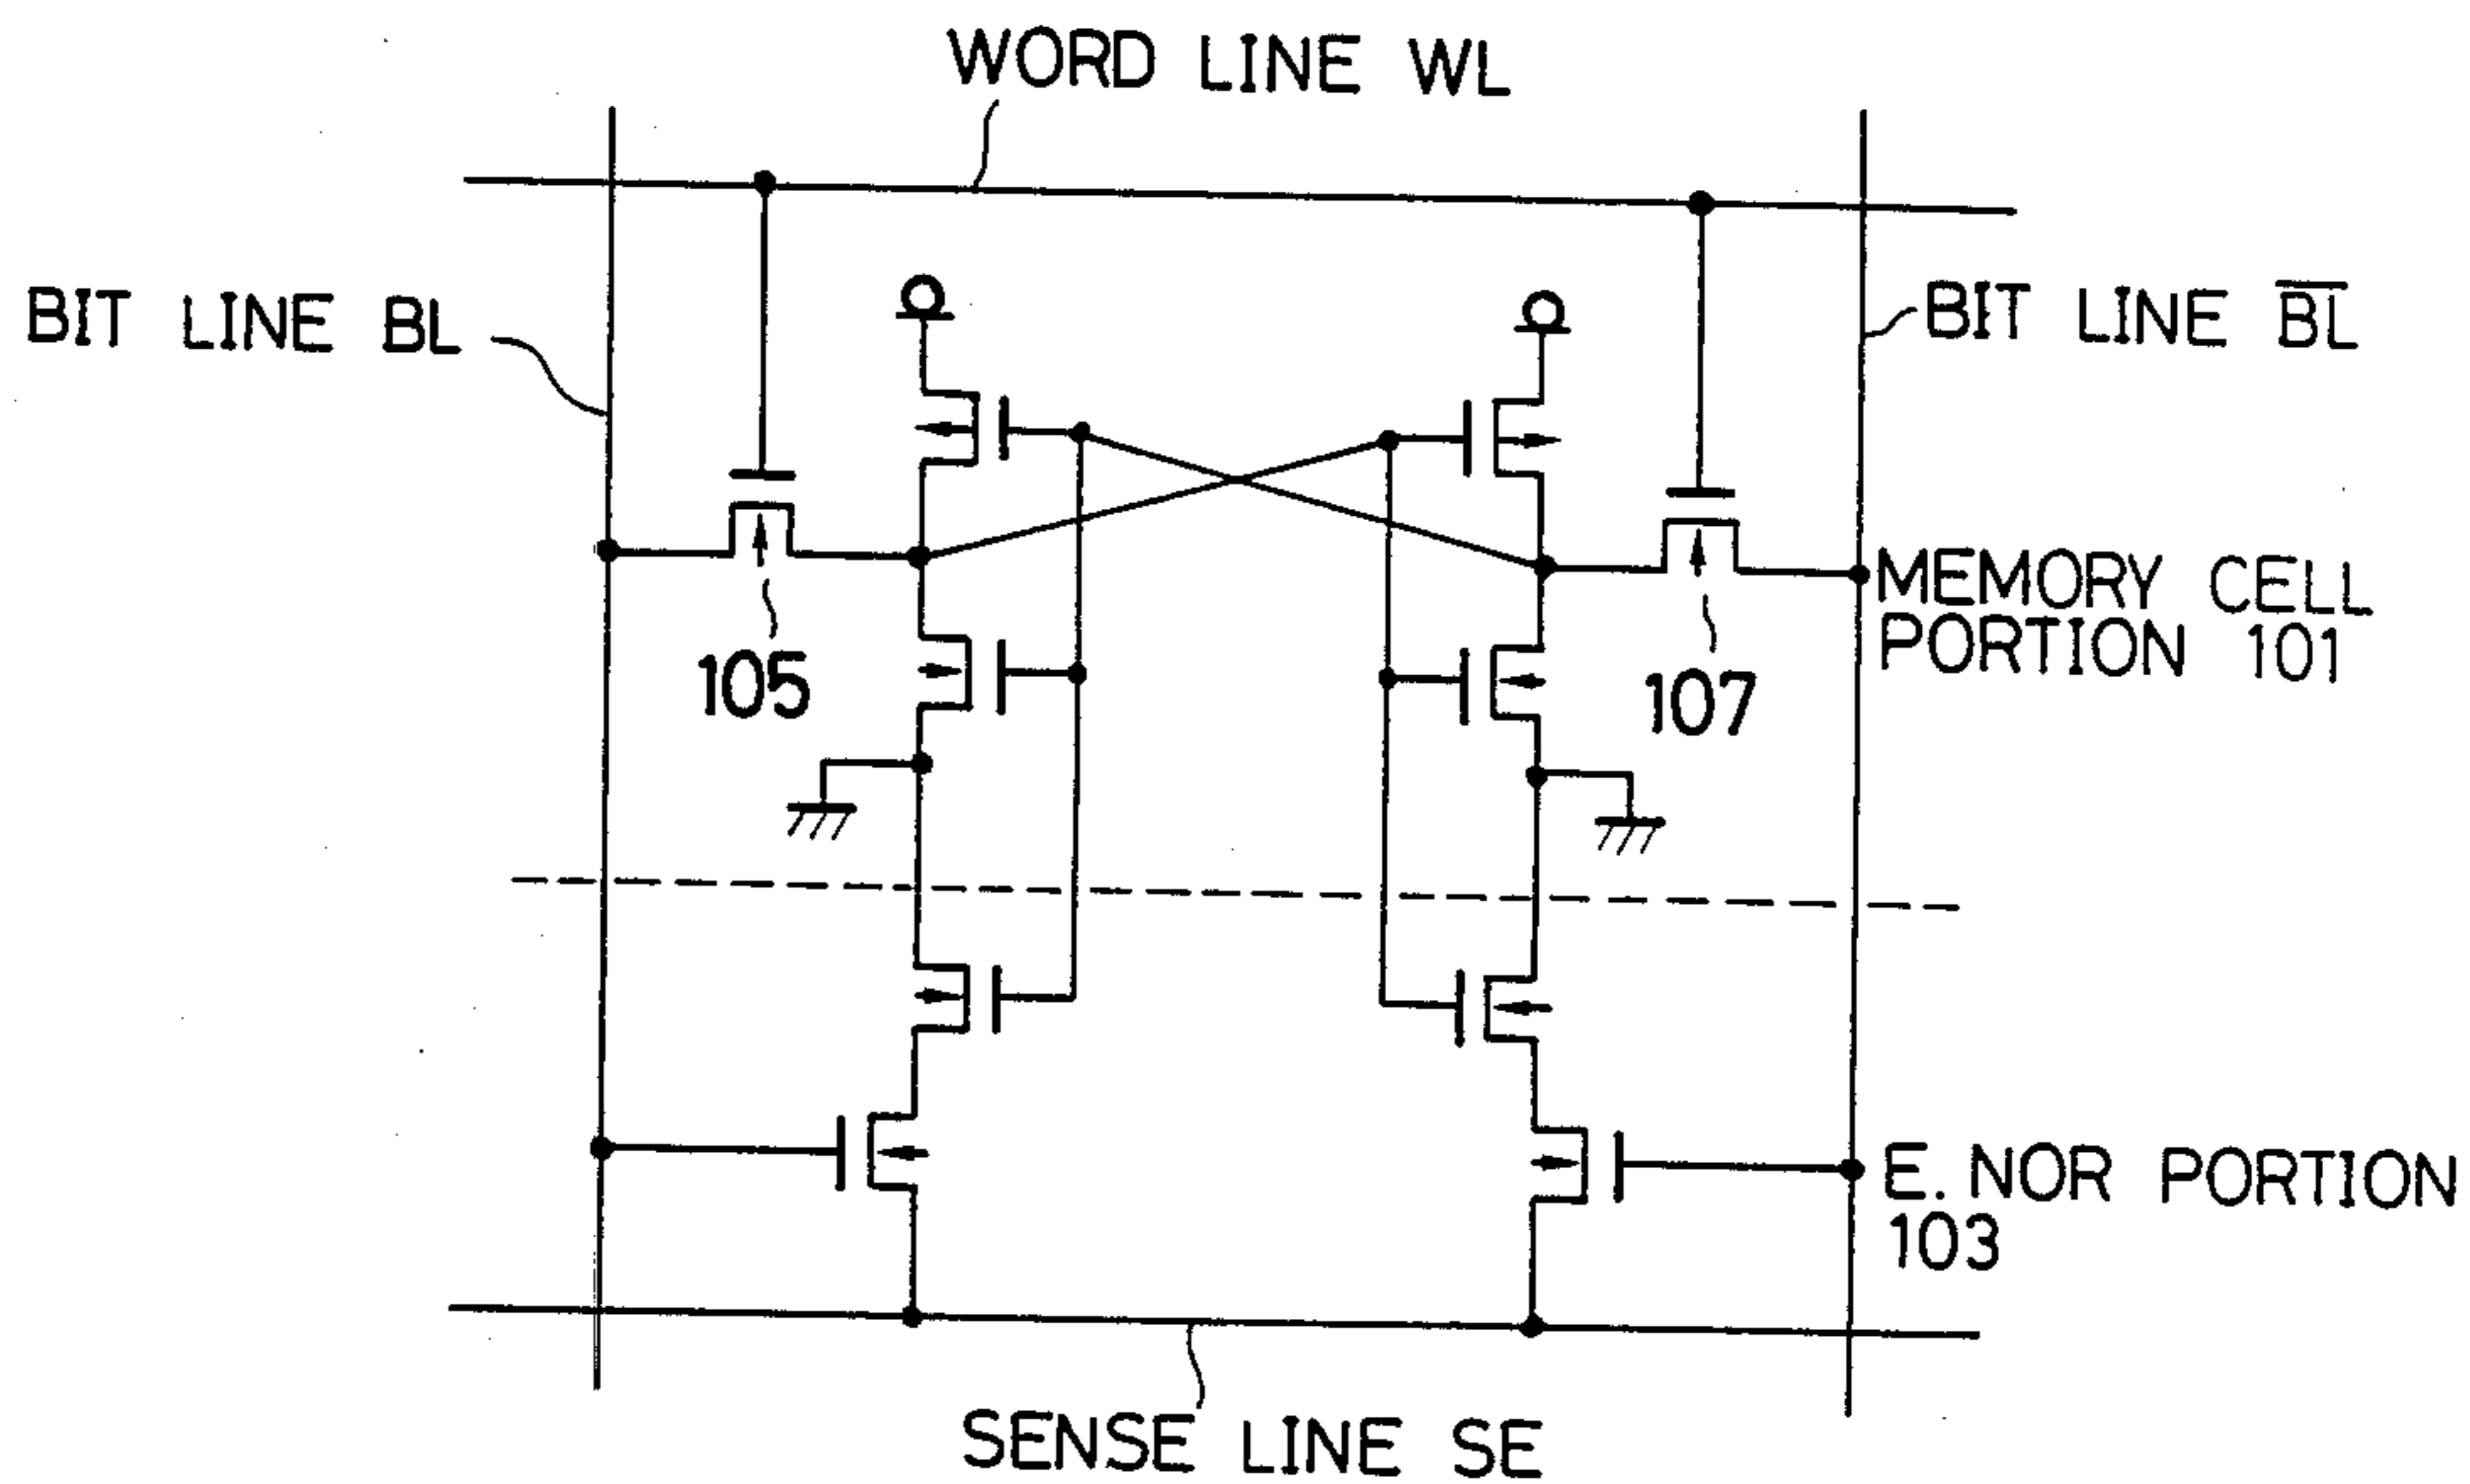 WORD LINE WL
BIT LINE BL
BIT LINE B̅L̅
105
107
MEMORY CELL
PORTION 101
E. NOR PORTION
103
SENSE LINE SE